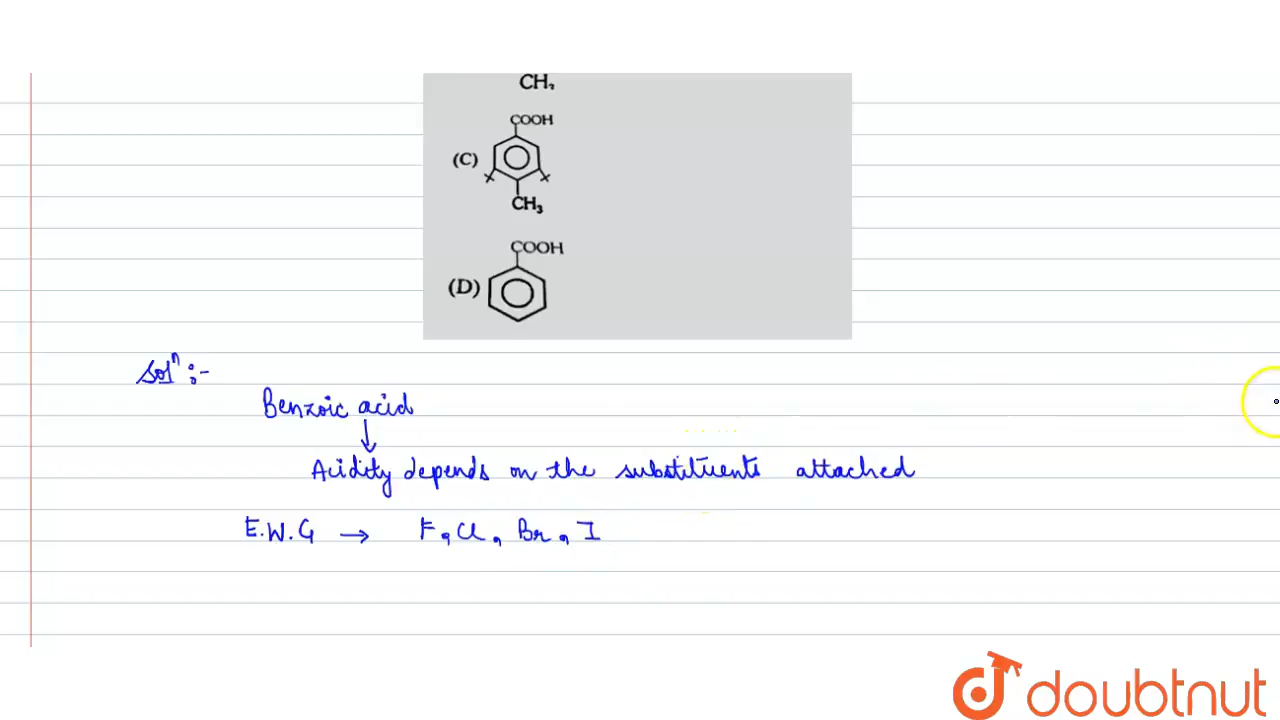 CH₃
COOH
(C)
CH₃
COOH
(D)
Solⁿ :-
Benzoic acid
↓
Acidity depends on the substituents attached
E.W.G → F, Cl, Br, I
doubtnut